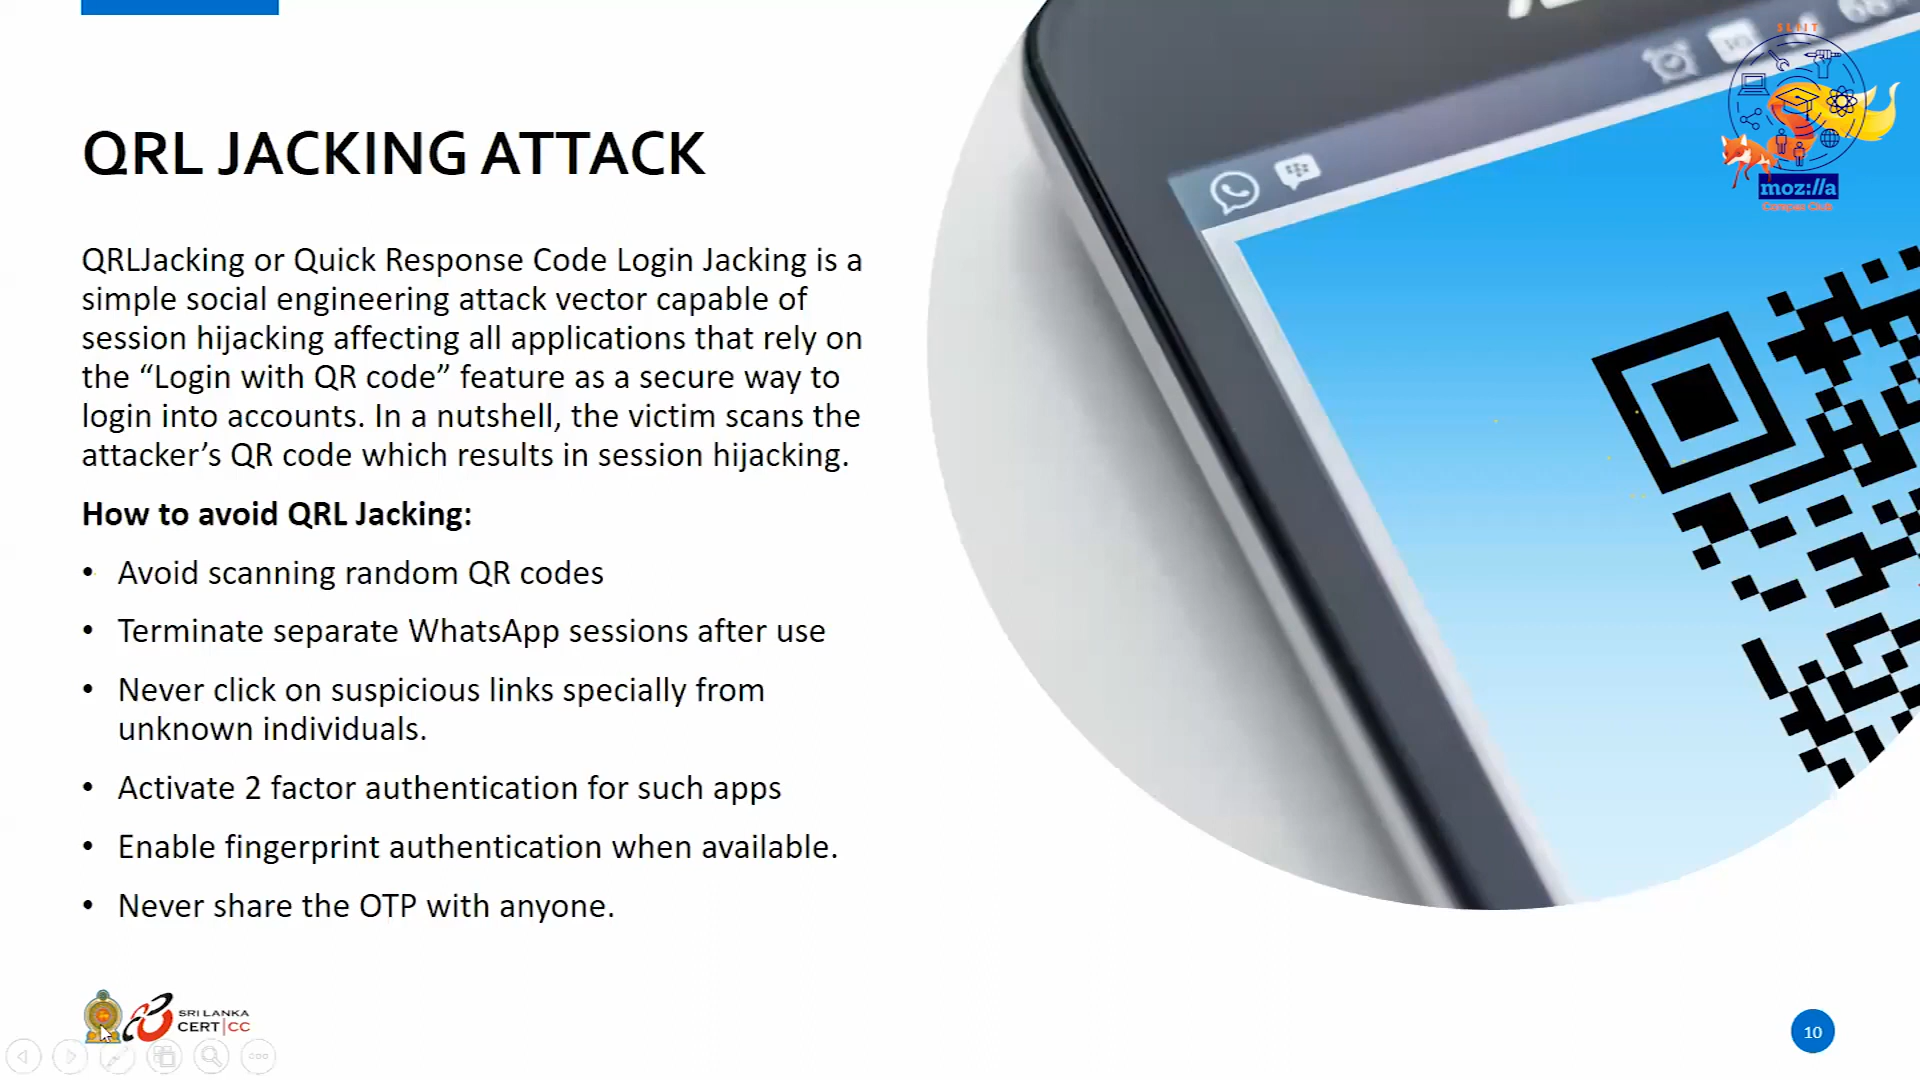 SLIIT
QRL JACKING ATTACK
moz://a
Campus Club
QRLJacking or Quick Response Code Login Jacking is a
simple social engineering attack vector capable of
session hijacking affecting all applications that rely on
the “Login with QR code” feature as a secure way to
login into accounts. In a nutshell, the victim scans the
attacker’s QR code which results in session hijacking.
How to avoid QRL Jacking:
• Avoid scanning random QR codes
• Terminate separate WhatsApp sessions after use
• Never click on suspicious links specially from
unknown individuals.
• Activate 2 factor authentication for such apps
• Enable fingerprint authentication when available.
• Never share the OTP with anyone.
SRI LANKA
CERT|CC
10